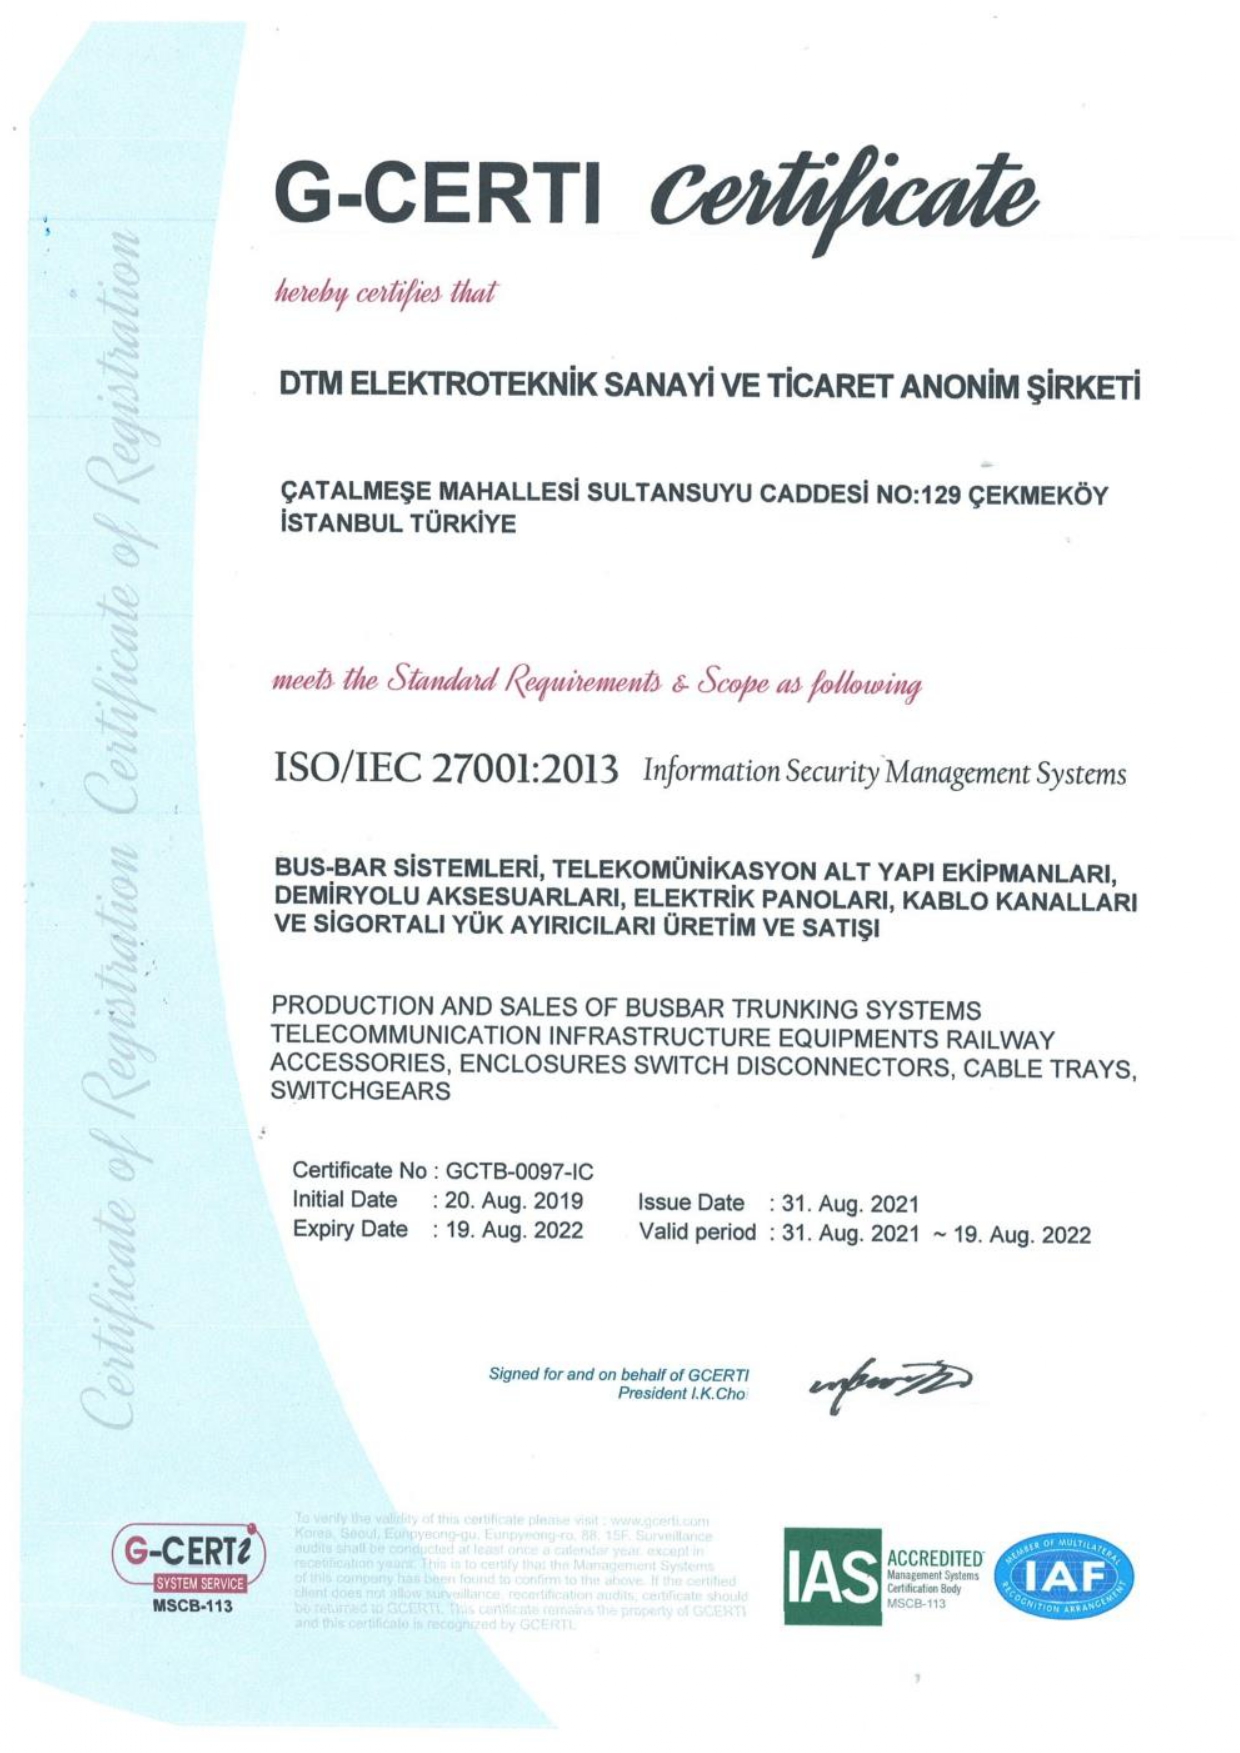 G-CERTI Certificate
hereby certifies that
DTM ELEKTROTEKNİK SANAYİ VE TİCARET ANONİM ŞİRKETİ
ÇATALMEŞE MAHALLESİ SULTANSUYU CADDESİ NO:129 ÇEKMEKÖY
İSTANBUL TÜRKİYE
meets the Standard Requirements & Scope as following
ISO/IEC 27001:2013 Information Security Management Systems
BUS-BAR SİSTEMLERİ, TELEKOMÜNİKASYON ALT YAPI EKİPMANLARI,
DEMİRYOLU AKSESUARLARI, ELEKTRİK PANOLARI, KABLO KANALLARI
VE SİGORTALI YÜK AYIRICILARI ÜRETİM VE SATIŞI
PRODUCTION AND SALES OF BUSBAR TRUNKING SYSTEMS
TELECOMMUNICATION INFRASTRUCTURE EQUIPMENTS RAILWAY
ACCESSORIES, ENCLOSURES SWITCH DISCONNECTORS, CABLE TRAYS,
SWITCHGEARS
Certificate No : GCTB-0097-IC
Initial Date : 20. Aug. 2019 Issue Date : 31. Aug. 2021
Expiry Date : 19. Aug. 2022 Valid period : 31. Aug. 2021 ~ 19. Aug. 2022
Signed for and on behalf of GCERTI
President I.K.Cho
Certificate of Registration Certificate of Registration
G-CERTi
SYSTEM SERVICE
MSCB-113
To verify the validity of this certificate please visit : www.gcerti.com
Korea, Seoul, Eunpyeong-gu, Eunpyeong-ro, 88, 15F. Surveillance
audits shall be conducted at least once a calendar year, except in
recertification years. This is to certify that the Management Systems
of this company has been found to confirm to the above. If the certified
client does not allow surveillance, recertification audits, certificate should
be returned to GCERTI. This certificate remains the property of GCERTI
and this certificate is recognized by GCERTI.
IAS
ACCREDITED
Management Systems
Certification Body
MSCB-113
MEMBER OF MULTILATERAL
IAF
RECOGNITION ARRANGEMENT